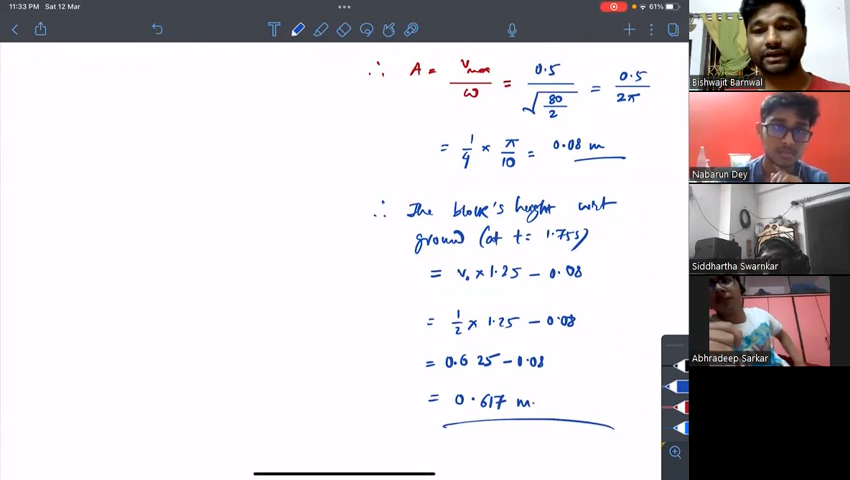 11:33 PM Sat 12 Mar
61%
∴ A = v_max / ω = 0.5 / √(80/2) = 0.5 / 2π
= 1/4 × π/10 = 0.08 m
∴ The block's height wrt
ground (at t = 1.75s)
= v₀ × 1.25 – 0.08
= 1/2 × 1.25 – 0.08
= 0.625 – 0.08
= 0.617 m.
Bishwajit Barnwal
Nabarun Dey
Siddhartha Swarnkar
Abhradeep Sarkar